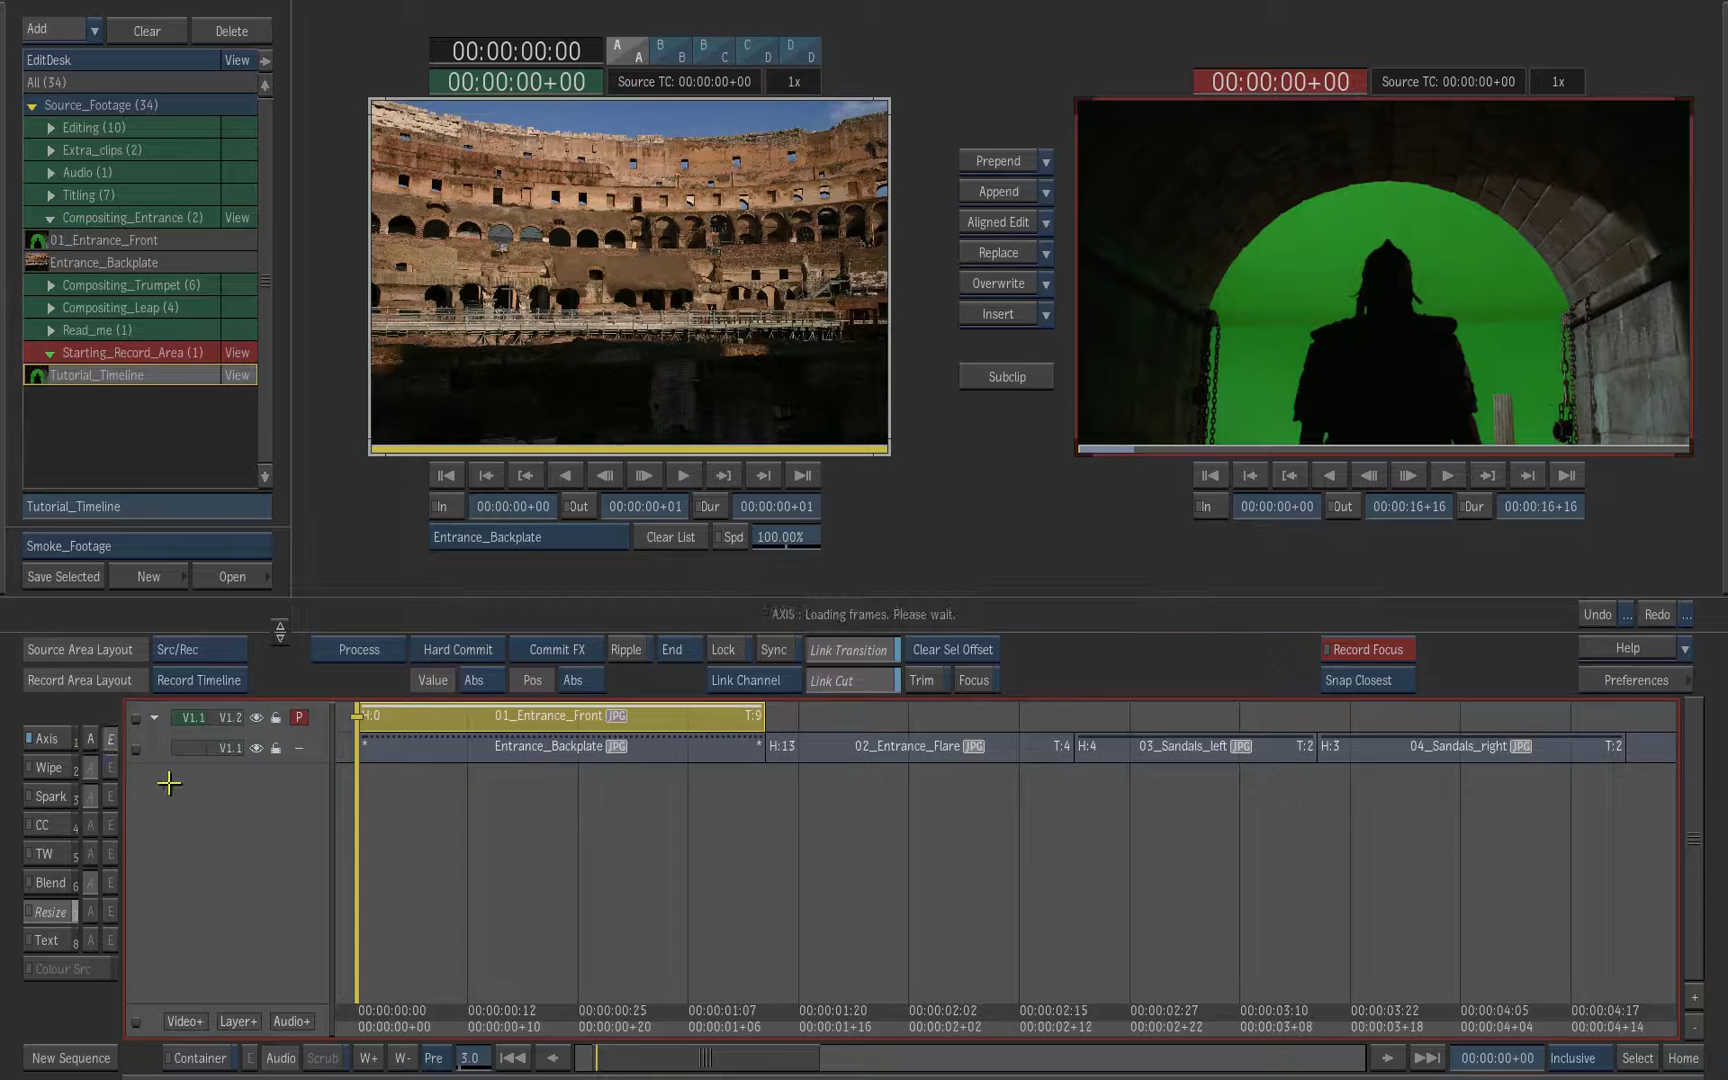 Add
Clear
Delete
EditDesk
View
All (34)
Source_Footage (34)
Editing (10)
Extra_clips (2)
Audio (1)
Titling (7)
Compositing_Entrance (2)
View
01_Entrance_Front
Entrance_Backplate
Compositing_Trumpet (6)
Compositing_Leap (4)
Read_me (1)
Starting_Record_Area (1)
View
Tutorial_Timeline
View
Tutorial_Timeline
Smoke_Footage
Save Selected
New
Open
00:00:00:00
A A
B B
B C
C D
D D
00:00:00+00
Source TC: 00:00:00+00
1x
In
00:00:00+00
Out
00:00:00+01
Dur
00:00:00+01
Entrance_Backplate
Clear List
Spd
100.00%
Prepend
Append
Aligned Edit
Replace
Overwrite
Insert
Subclip
00:00:00+00
Source TC: 00:00:00+00
1x
In
00:00:00+00
Out
00:00:16+16
Dur
00:00:16+16
AXIS : Loading frames. Please wait.
Undo
...
Redo
...
Source Area Layout
Src/Rec
Process
Hard Commit
Commit FX
Ripple
End
Lock
Sync
Link Transition
Clear Sel Offset
Record Focus
Help
Record Area Layout
Record Timeline
Value
Abs
Pos
Abs
Link Channel
Link Cut
Trim
Focus
Snap Closest
Preferences
V1.1
V1.2
P
H:0
01_Entrance_Front
JPG
T:9
V1.1
*
Entrance_Backplate
JPG
*
H:13
02_Entrance_Flare
JPG
T:4
H:4
03_Sandals_left
JPG
T:2
H:3
04_Sandals_right
JPG
T:2
Axis 1 A E
Wipe 2 A E
Spark 3 A E
CC 4 A E
TW 5 A E
Blend 6 A E
Resize A E
Text 8 A E
Colour Src
Video+
Layer+
Audio+
00:00:00:00
00:00:00:12
00:00:00:25
00:00:01:07
00:00:01:20
00:00:02:02
00:00:02:15
00:00:02:27
00:00:03:10
00:00:03:22
00:00:04:05
00:00:04:17
00:00:00+00
00:00:00+10
00:00:00+20
00:00:01+06
00:00:01+16
00:00:02+02
00:00:02+12
00:00:02+22
00:00:03+08
00:00:03+18
00:00:04+04
00:00:04+14
New Sequence
Container
E
Audio
Scrub
W+
W-
Pre
3.0
00:00:00+00
Inclusive
Select
Home